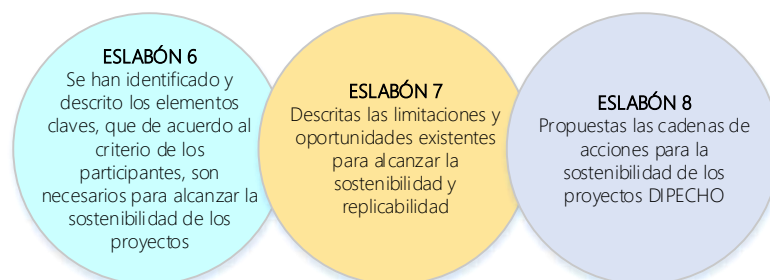 ESLABÓN 6
Se han identificado y
descrito los elementos
claves, que de acuerdo al
criterio de los
participantes, son
necesarios para alcanzar la
sostenibilidad de los
proyectos
ESLABÓN 7
Descritas las limitaciones y
oportunidades existentes
para alcanzar la
sostenibilidad y
replicabilidad
ESLABÓN 8
Propuestas las cadenas de
acciones para la
sostenibilidad de los
proyectos DIPECHO